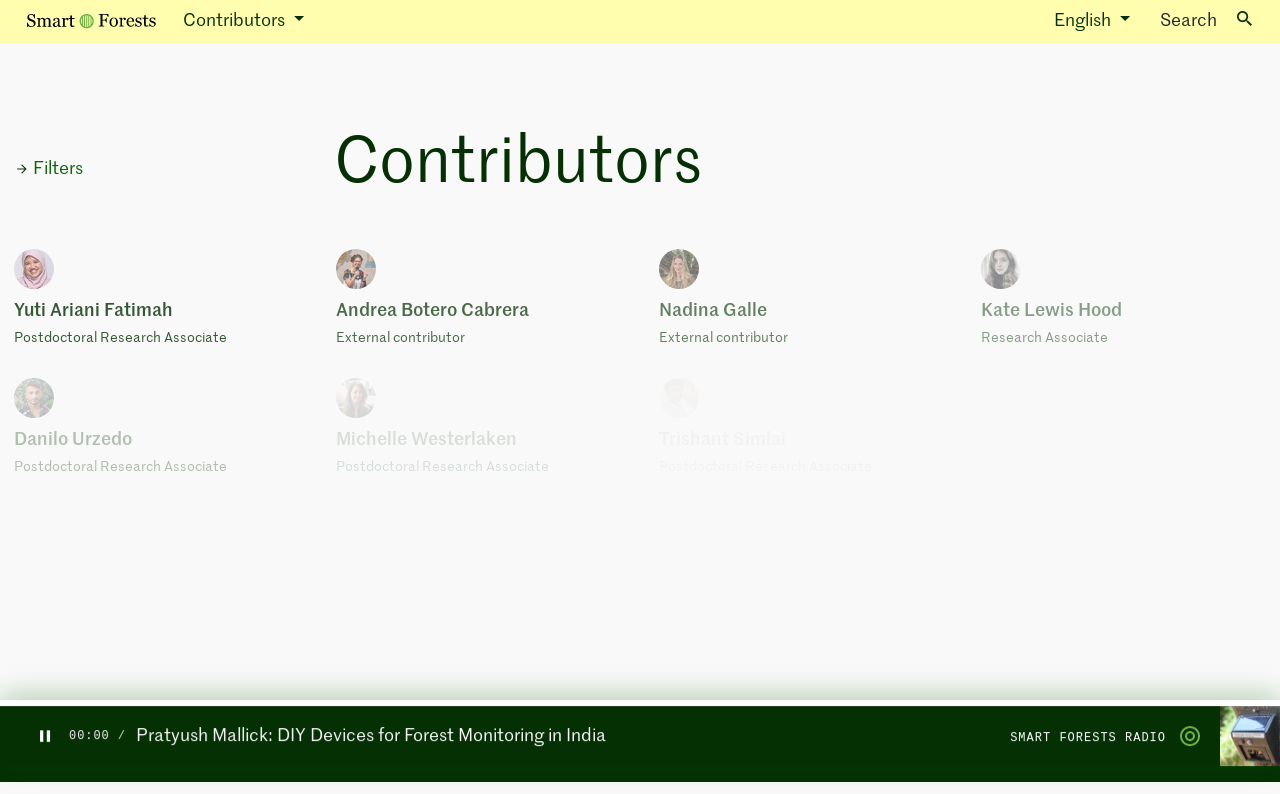 Smart Forests Contributors English Search
Contributors
Filters
Yuti Ariani Fatimah
Postdoctoral Research Associate
Andrea Botero Cabrera
External contributor
Nadina Galle
External contributor
Kate Lewis Hood
Research Associate
Danilo Urzedo
Postdoctoral Research Associate
Michelle Westerlaken
Postdoctoral Research Associate
Trishant Simlai
Postdoctoral Research Associate
00:00 / Pratyush Mallick: DIY Devices for Forest Monitoring in India SMART FORESTS RADIO